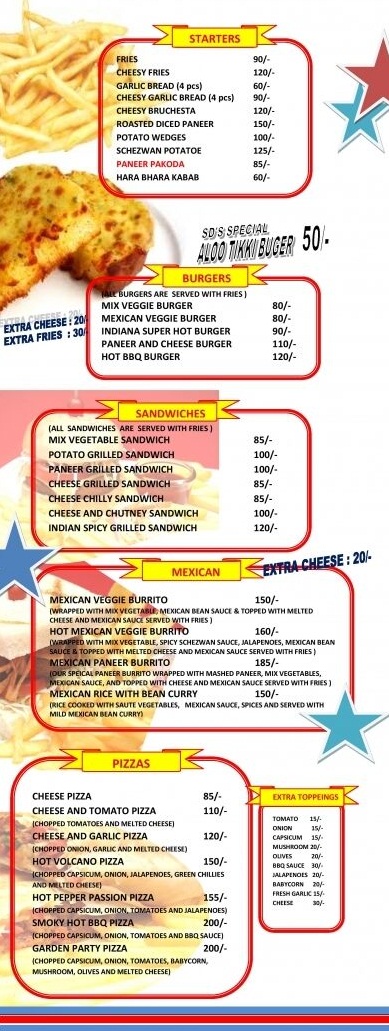 STARTERS
FRIES 90/-
CHEESY FRIES 120/-
GARLIC BREAD (4 pcs) 60/-
CHEESY GARLIC BREAD (4 pcs) 90/-
CHEESY BRUCHESTA 120/-
ROASTED DICED PANEER 150/-
POTATO WEDGES 100/-
SCHEZWAN POTATOE 125/-
PANEER PAKODA 85/-
HARA BHARA KABAB 60/-
SD/S SPECIAL
ALOO TIKKI BUGER 50/-
BURGERS
(ALL BURGERS ARE SERVED WITH FRIES )
MIX VEGGIE BURGER 80/-
MEXICAN VEGGIE BURGER 80/-
INDIANA SUPER HOT BURGER 90/-
PANEER AND CHEESE BURGER 110/-
HOT BBQ BURGER 120/-
EXTRA CHEESE : 20/-
EXTRA FRIES : 30/-
SANDWICHES
(ALL SANDWICHES ARE SERVED WITH FRIES )
MIX VEGETABLE SANDWICH 85/-
POTATO GRILLED SANDWICH 100/-
PANEER GRILLED SANDWICH 100/-
CHEESE GRILLED SANDWICH 85/-
CHEESE CHILLY SANDWICH 85/-
CHEESE AND CHUTNEY SANDWICH 100/-
INDIAN SPICY GRILLED SANDWICH 120/-
EXTRA CHEESE : 20/-
MEXICAN
MEXICAN VEGGIE BURRITO 150/-
(WRAPPED WITH MIX VEGETABLE, MEXICAN BEAN SAUCE & TOPPED WITH MELTED
CHEESE AND MEXICAN SAUCE SERVED WITH FRIES )
HOT MEXICAN VEGGIE BURRITO 160/-
(WRAPPED WITH MIX VEGETABLE, SPICY SCHEZWAN SAUCE, JALAPENOES, MEXICAN BEAN
SAUCE & TOPPED WITH MELTED CHEESE AND MEXICAN SAUCE SERVED WITH FRIES )
MEXICAN PANEER BURRITO 185/-
(OUR SPEICAL PANEER BURRITO WRAPPED WITH MASHED PANEER, MIX VEGETABLES,
MEXICAN SAUCE, AND TOPPED WITH CHEESE AND MEXICAN SAUCE SERVED WITH FRIES )
MEXICAN RICE WITH BEAN CURRY 150/-
(RICE COOKED WITH SAUTE VEGETABLES, MEXICAN SAUCE, SPICES AND SERVED WITH
MILD MEXICAN BEAN CURRY)
PIZZAS
CHEESE PIZZA 85/-
CHEESE AND TOMATO PIZZA 110/-
(CHOPPED TOMATOES AND MELTED CHEESE)
CHEESE AND GARLIC PIZZA 120/-
(CHOPPED ONION, GARLIC AND MELTED CHEESE)
HOT VOLCANO PIZZA 150/-
(CHOPPED CAPSICUM, ONION, JALAPENOES, GREEN CHILLIES
AND MELTED CHEESE)
HOT PEPPER PASSION PIZZA 155/-
(CHOPPED CAPSICUM, ONION, TOMATOES AND JALAPENOES)
SMOKY HOT BBQ PIZZA 200/-
(CHOPPED CAPSICUM, ONION, TOMATOES AND BBQ SAUCE)
GARDEN PARTY PIZZA 200/-
(CHOPPED CAPSICUM, ONION, TOMATOES, BABYCORN,
MUSHROOM, OLIVES AND MELTED CHEESE)
EXTRA TOPPEINGS
TOMATO 15/-
ONION 15/-
CAPSICUM 15/-
MUSHROOM 20/-
OLIVES 20/-
BBQ SAUCE 30/-
JALAPENOES 20/-
BABYCORN 20/-
FRESH GARLIC 15/-
CHEESE 30/-